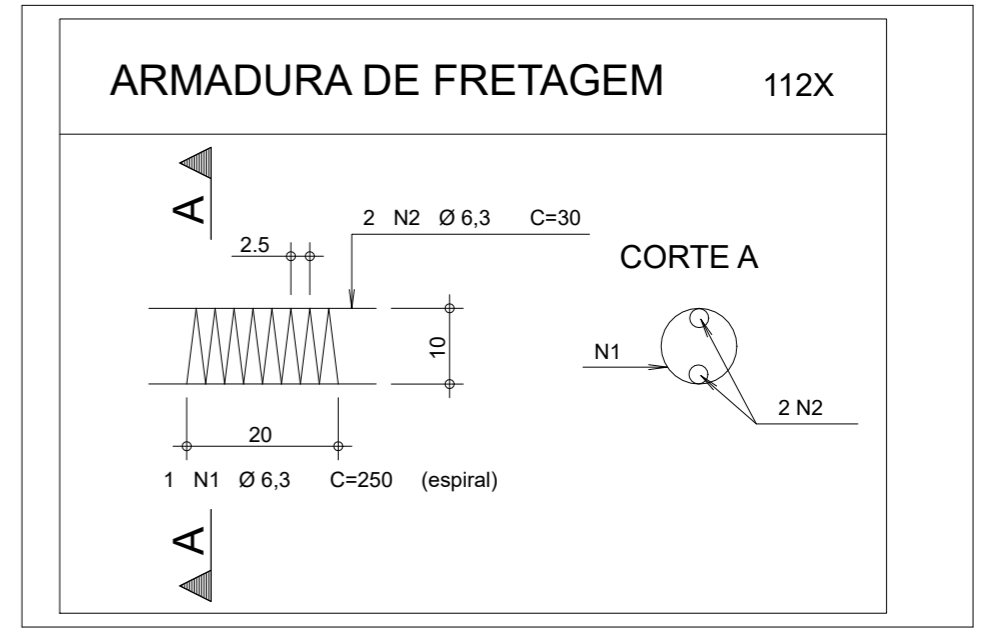 ARMADURA DE FRETAGEM 112X
A
2 N2 Ø 6,3 C=30
2.5
CORTE A
10
N1
2 N2
20
1 N1 Ø 6,3 C=250 (espiral)
A